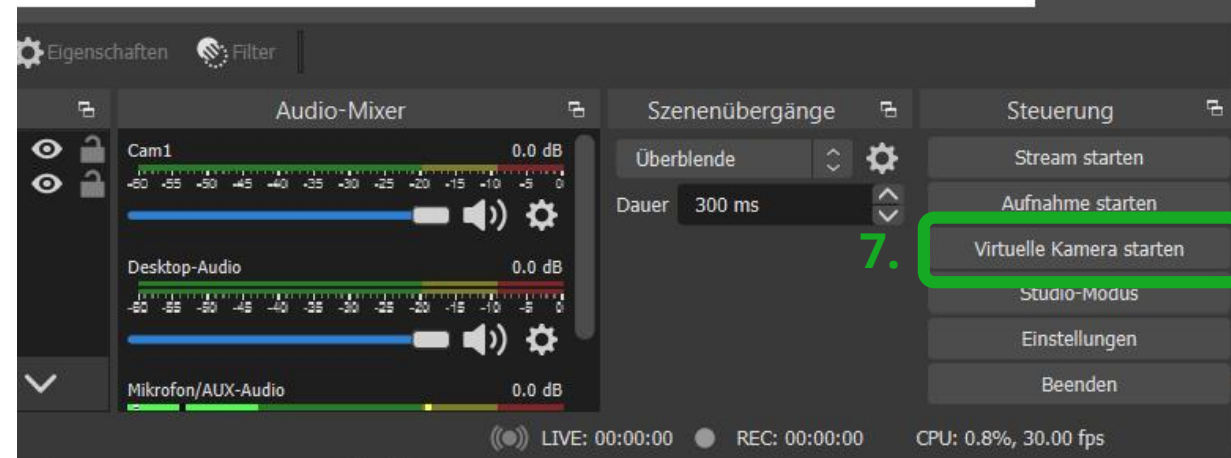 Eigenschaften Filter
Audio-Mixer
Cam1 0.0 dB
-60 -55 -50 -45 -40 -35 -30 -25 -20 -15 -10 -5 0
Desktop-Audio 0.0 dB
-60 -55 -50 -45 -40 -35 -30 -25 -20 -15 -10 -5 0
Mikrofon/AUX-Audio 0.0 dB
Szenenübergänge
Überblende
Dauer 300 ms
Steuerung
Stream starten
Aufnahme starten
7. Virtuelle Kamera starten
Studio-Modus
Einstellungen
Beenden
LIVE: 00:00:00 REC: 00:00:00 CPU: 0.8%, 30.00 fps